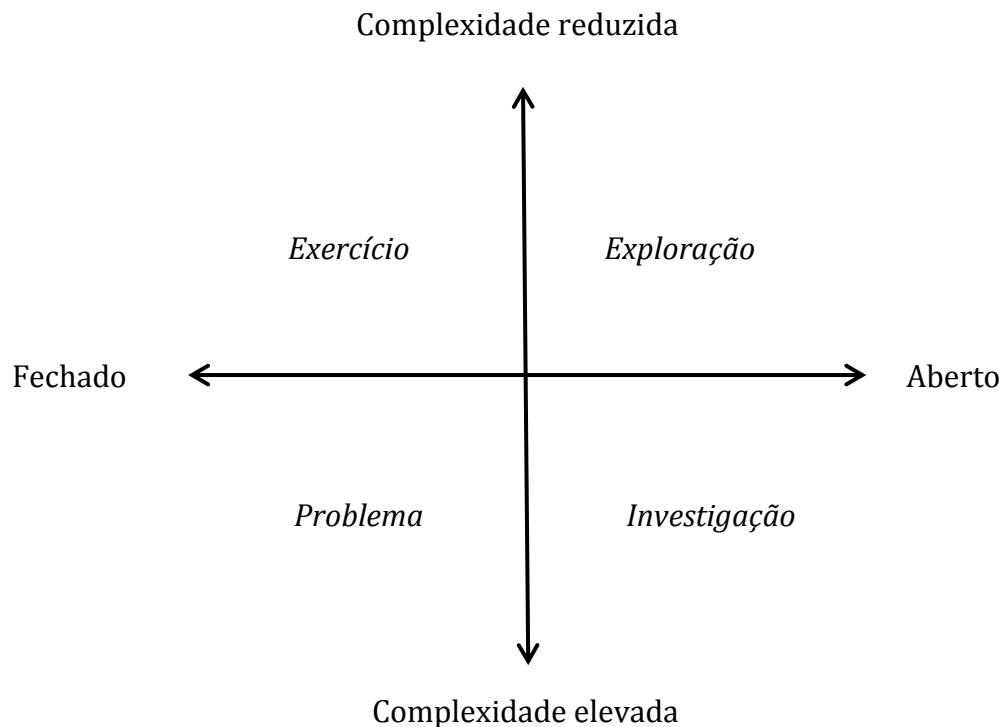 Complexidade reduzida
Exercício
Exploração
Fechado
Aberto
Problema
Investigação
Complexidade elevada